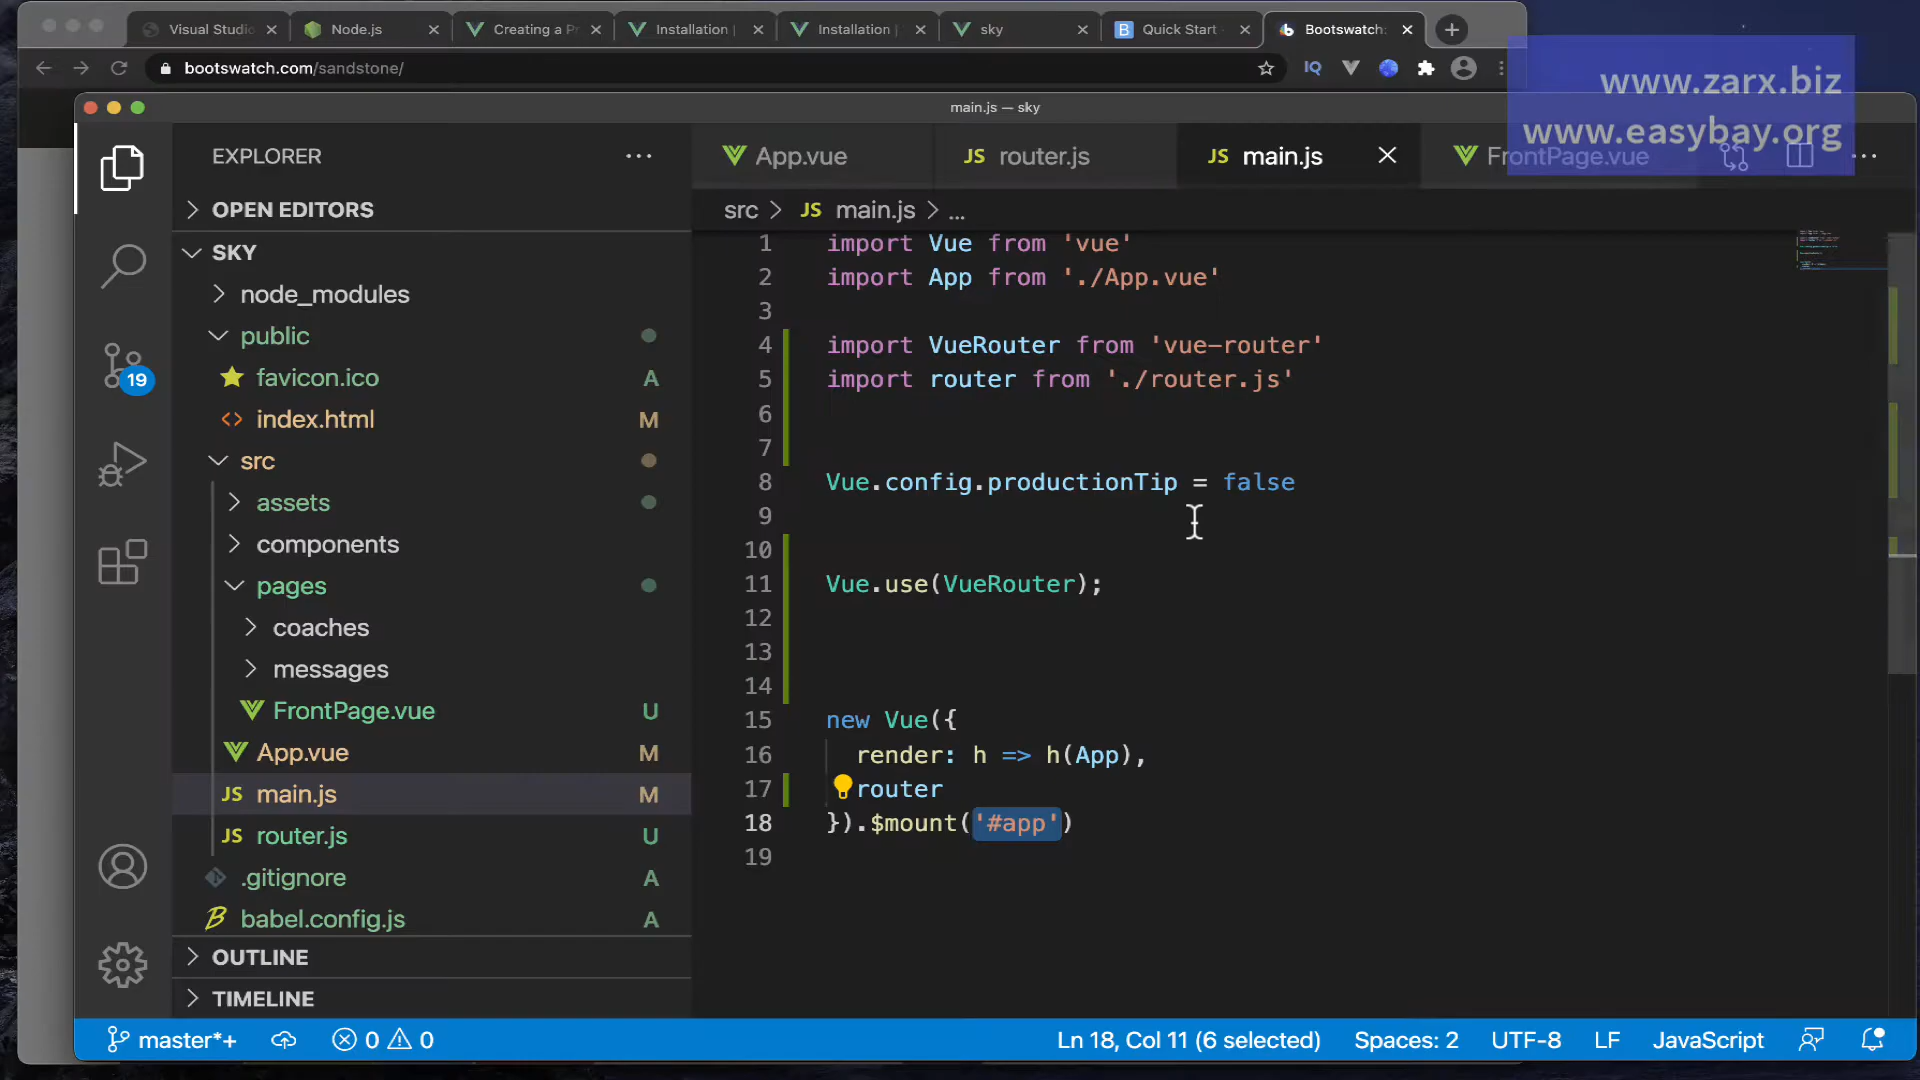 Visual Studio
Node.js
Creating a Pr
Installation |
Installation |
sky
Quick Start
Bootswatch:
bootswatch.com/sandstone/
IQ
www.zarx.biz
www.easybay.org
main.js — sky
EXPLORER
App.vue
router.js
main.js
FrontPage.vue
OPEN EDITORS
src > JS main.js > ...
SKY
node_modules
public
favicon.ico A
index.html M
src
assets
components
pages
coaches
messages
FrontPage.vue U
App.vue M
JS main.js M
JS router.js U
.gitignore A
babel.config.js A
OUTLINE
TIMELINE
1 import Vue from 'vue'
2 import App from './App.vue'
3
4 import VueRouter from 'vue-router'
5 import router from './router.js'
6
7
8 Vue.config.productionTip = false
9
10
11 Vue.use(VueRouter);
12
13
14
15 new Vue({
16 render: h => h(App),
17 router
18 }).$mount('#app')
19
19
master*+
0
0
Ln 18, Col 11 (6 selected)
Spaces: 2
UTF-8
LF
JavaScript